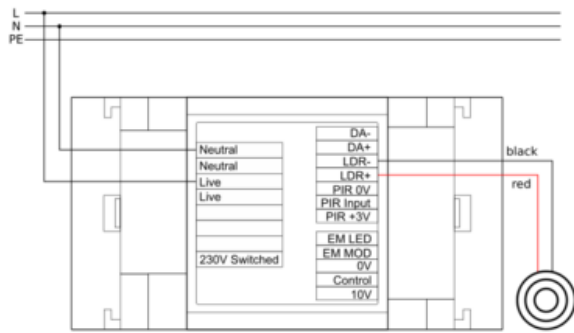 L
N
PE
Neutral
Neutral
Live
Live
230V Switched
DA-
DA+
LDR-
LDR+
PIR 0V
PIR Input
PIR +3V
EM LED
EM MOD
0V
Control
10V
black
red